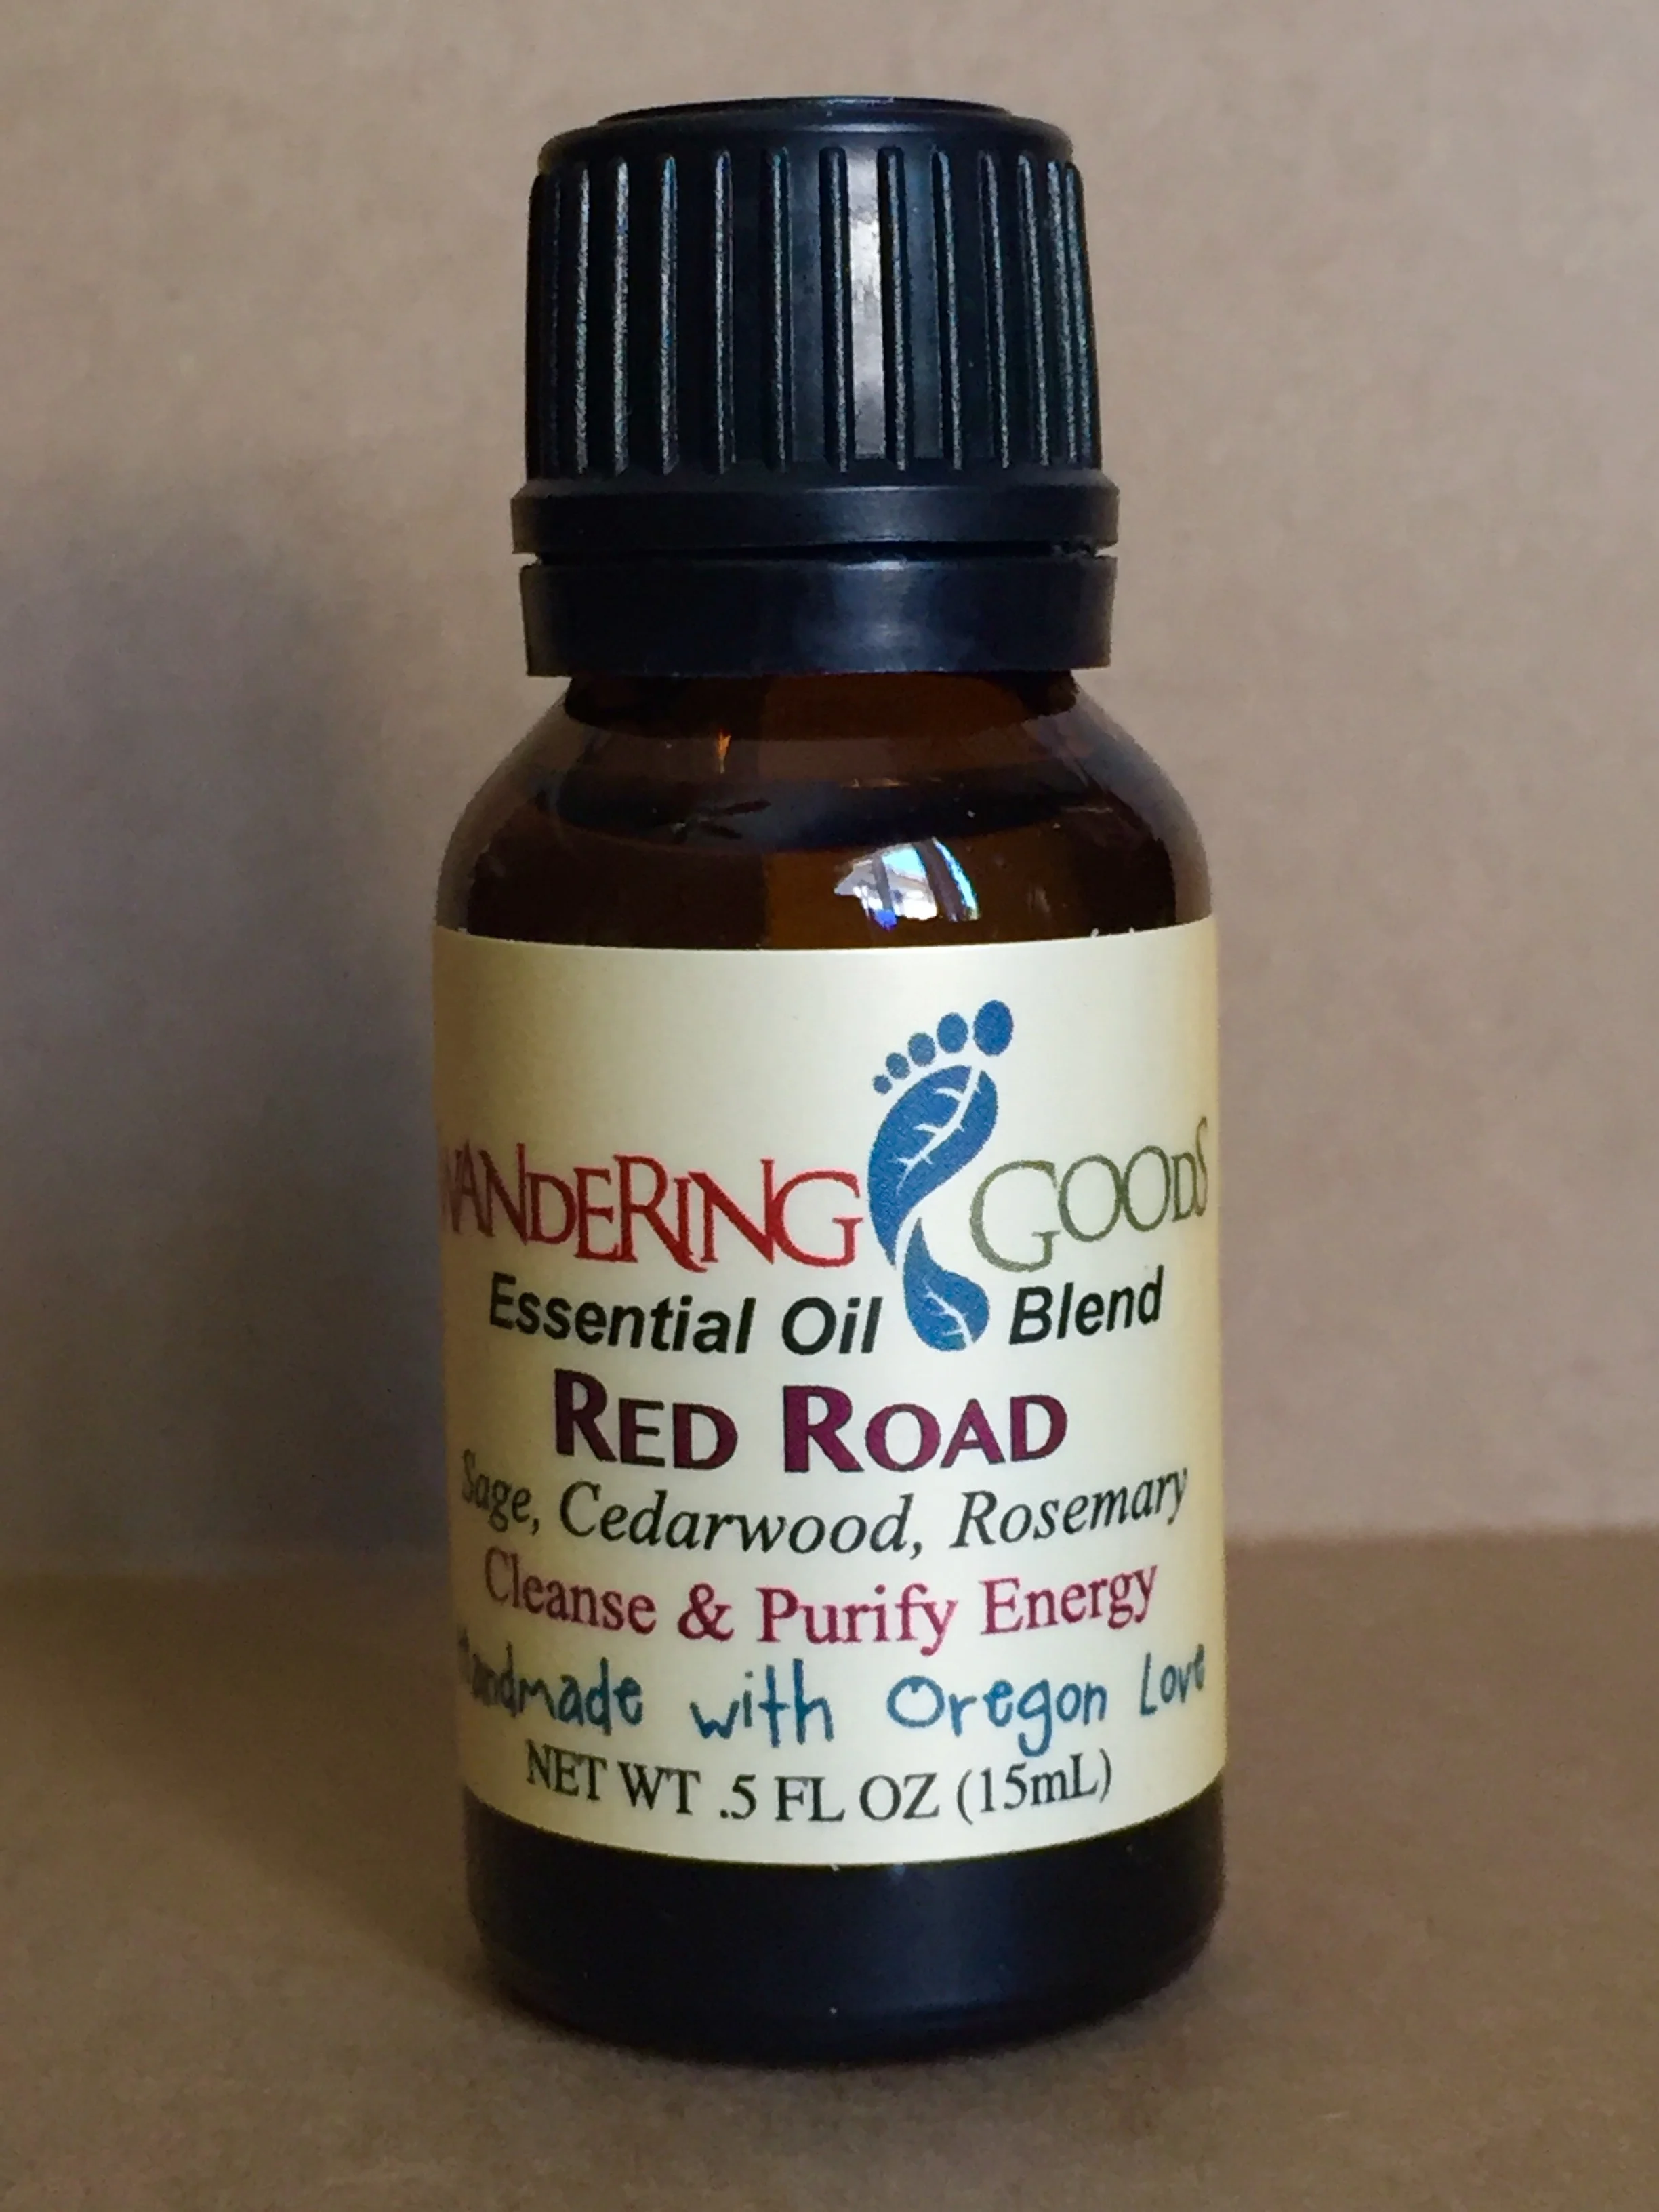 WANDERING GOODS
Essential Oil Blend
RED ROAD
Sage, Cedarwood, Rosemary
Cleanse & Purify Energy
Handmade with Oregon Love
NET WT .5 FL OZ (15mL)